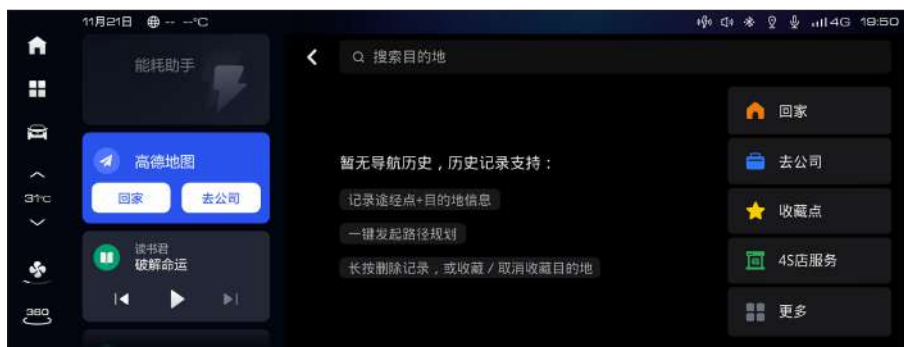 11月21日 -- --°C
4G 19:50
能耗助手
搜索目的地
回家
高德地图
暂无导航历史，历史记录支持：
去公司
31°C
回家 去公司
记录途经点+目的地信息
收藏点
一键发起路径规划
读书君
破解命运
长按删除记录，或收藏/取消收藏目的地
4S店服务
360
更多